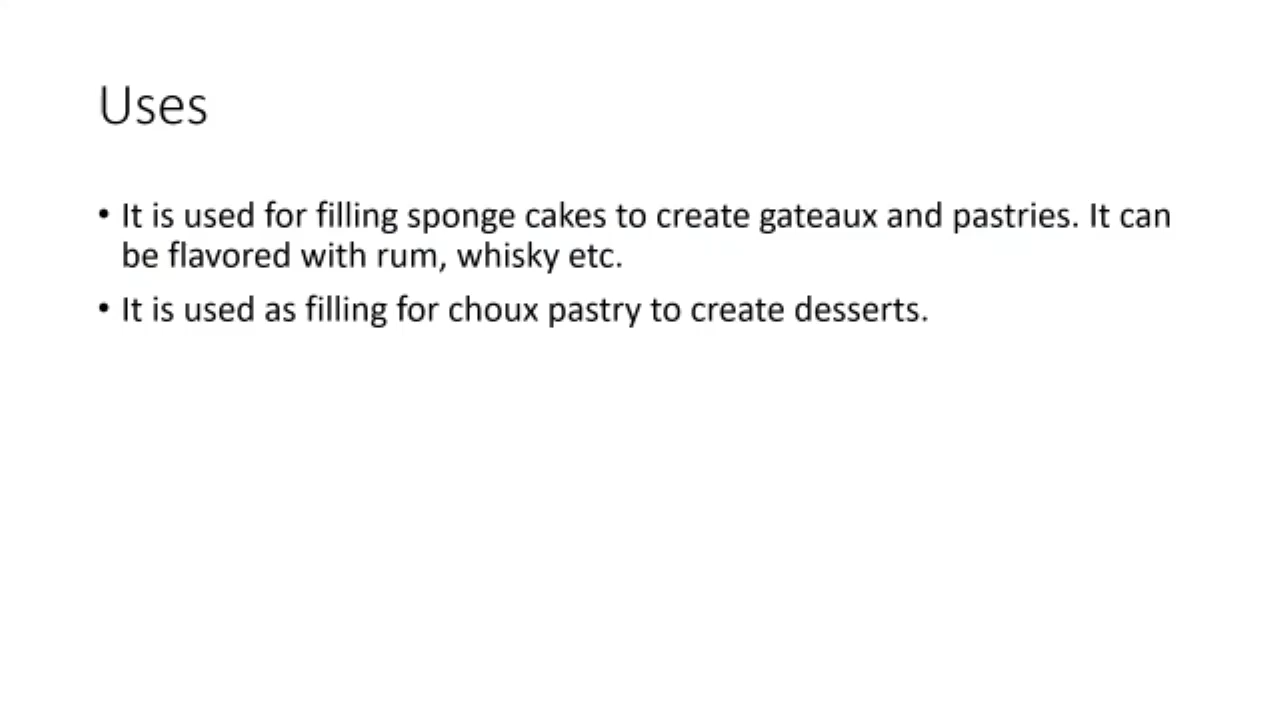 Uses
• It is used for filling sponge cakes to create gateaux and pastries. It can
be flavored with rum, whisky etc.
• It is used as filling for choux pastry to create desserts.